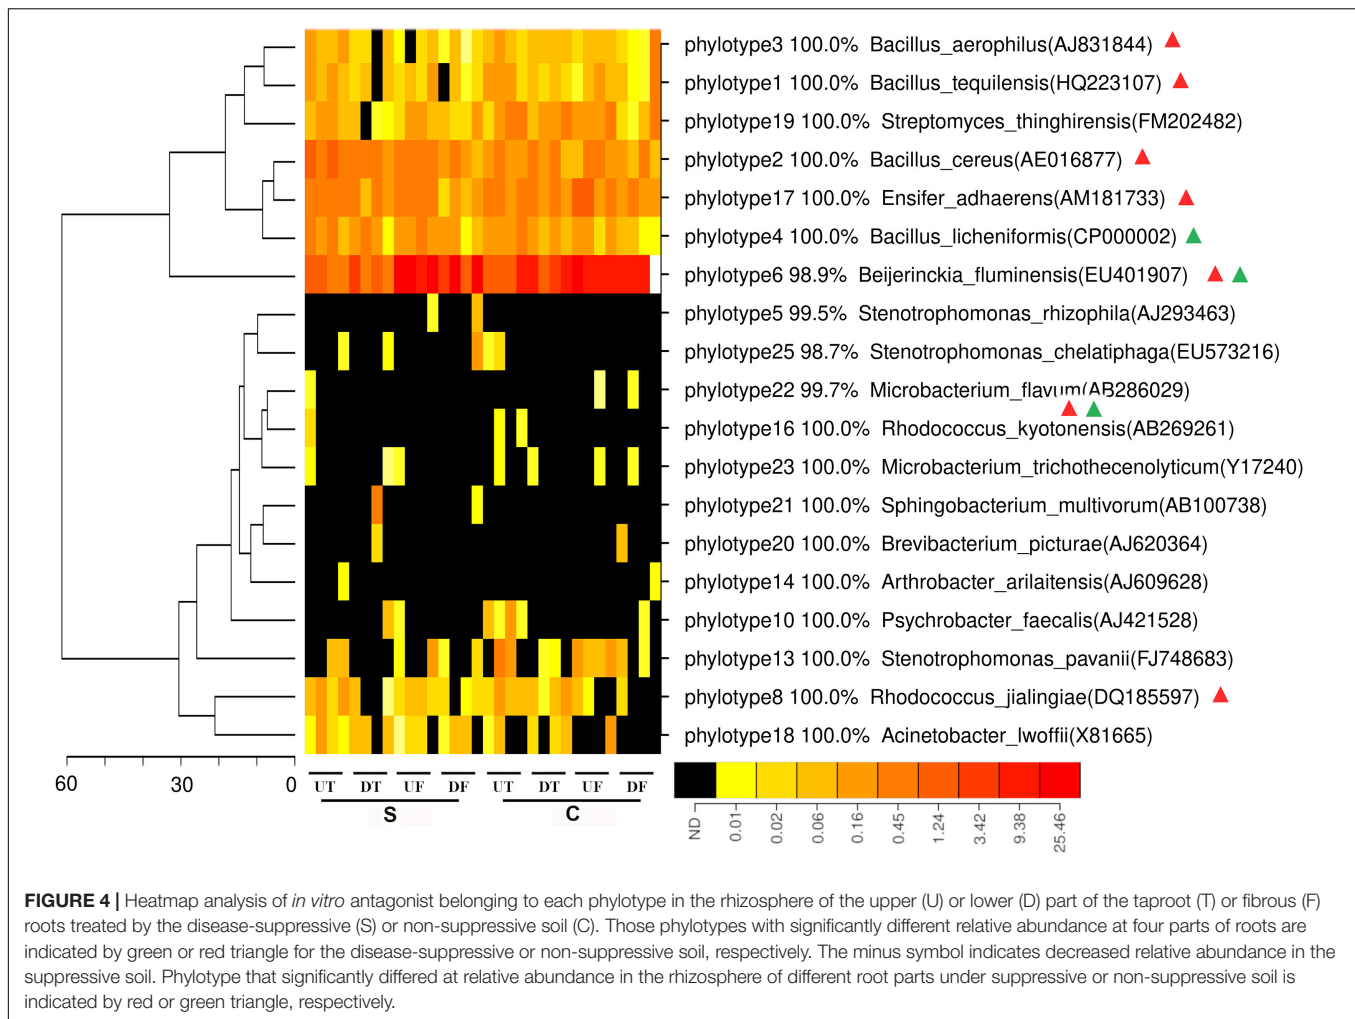 phylotype3 100.0% Bacillus_aerophilus(AJ831844)
phylotype1 100.0% Bacillus_tequilensis(HQ223107)
phylotype19 100.0% Streptomyces_thinghirensis(FM202482)
phylotype2 100.0% Bacillus_cereus(AE016877)
phylotype17 100.0% Ensifer_adhaerens(AM181733)
phylotype4 100.0% Bacillus_licheniformis(CP000002)
phylotype6 98.9% Beijerinckia_fluminensis(EU401907)
phylotype5 99.5% Stenotrophomonas_rhizophila(AJ293463)
phylotype25 98.7% Stenotrophomonas_chelatiphaga(EU573216)
phylotype22 99.7% Microbacterium_flavum(AB286029)
phylotype16 100.0% Rhodococcus_kyotonensis(AB269261)
phylotype23 100.0% Microbacterium_trichothecenolyticum(Y17240)
phylotype21 100.0% Sphingobacterium_multivorum(AB100738)
phylotype20 100.0% Brevibacterium_picturae(AJ620364)
phylotype14 100.0% Arthrobacter_arilaitensis(AJ609628)
phylotype10 100.0% Psychrobacter_faecalis(AJ421528)
phylotype13 100.0% Stenotrophomonas_pavanii(FJ748683)
phylotype8 100.0% Rhodococcus_jialingiae(DQ185597)
phylotype18 100.0% Acinetobacter_lwoffii(X81665)
60 30 0
UT DT UF DF UT DT UF DF
S C
ND 0.01 0.02 0.06 0.16 0.45 1.24 3.42 9.38 25.46
FIGURE 4 | Heatmap analysis of in vitro antagonist belonging to each phylotype in the rhizosphere of the upper (U) or lower (D) part of the taproot (T) or fibrous (F)
roots treated by the disease-suppressive (S) or non-suppressive soil (C). Those phylotypes with significantly different relative abundance at four parts of roots are
indicated by green or red triangle for the disease-suppressive or non-suppressive soil, respectively. The minus symbol indicates decreased relative abundance in the
suppressive soil. Phylotype that significantly differed at relative abundance in the rhizosphere of different root parts under suppressive or non-suppressive soil is
indicated by red or green triangle, respectively.